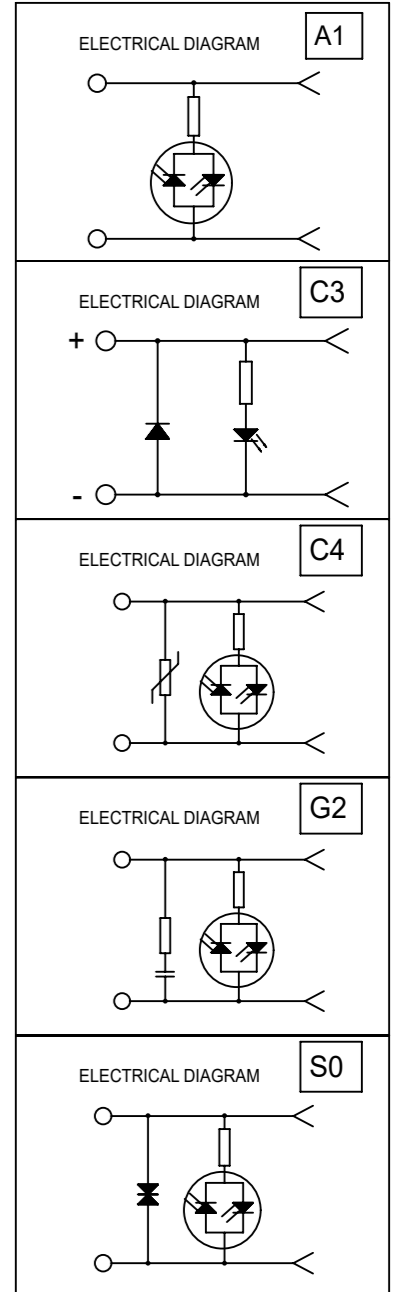 ELECTRICAL DIAGRAM A1
ELECTRICAL DIAGRAM C3
+
-
ELECTRICAL DIAGRAM C4
ELECTRICAL DIAGRAM G2
ELECTRICAL DIAGRAM S0